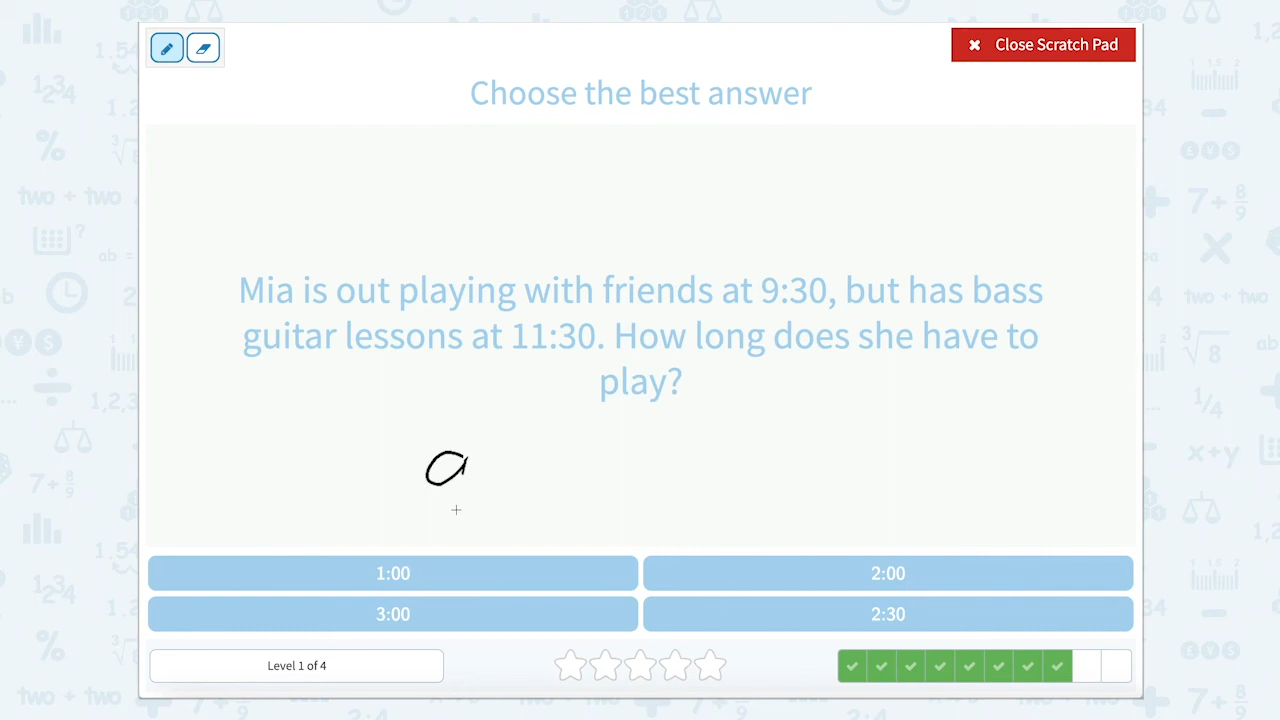 Close Scratch Pad
Choose the best answer
Mia is out playing with friends at 9:30, but has bass
guitar lessons at 11:30. How long does she have to
play?
1:00
2:00
3:00
2:30
Level 1 of 4